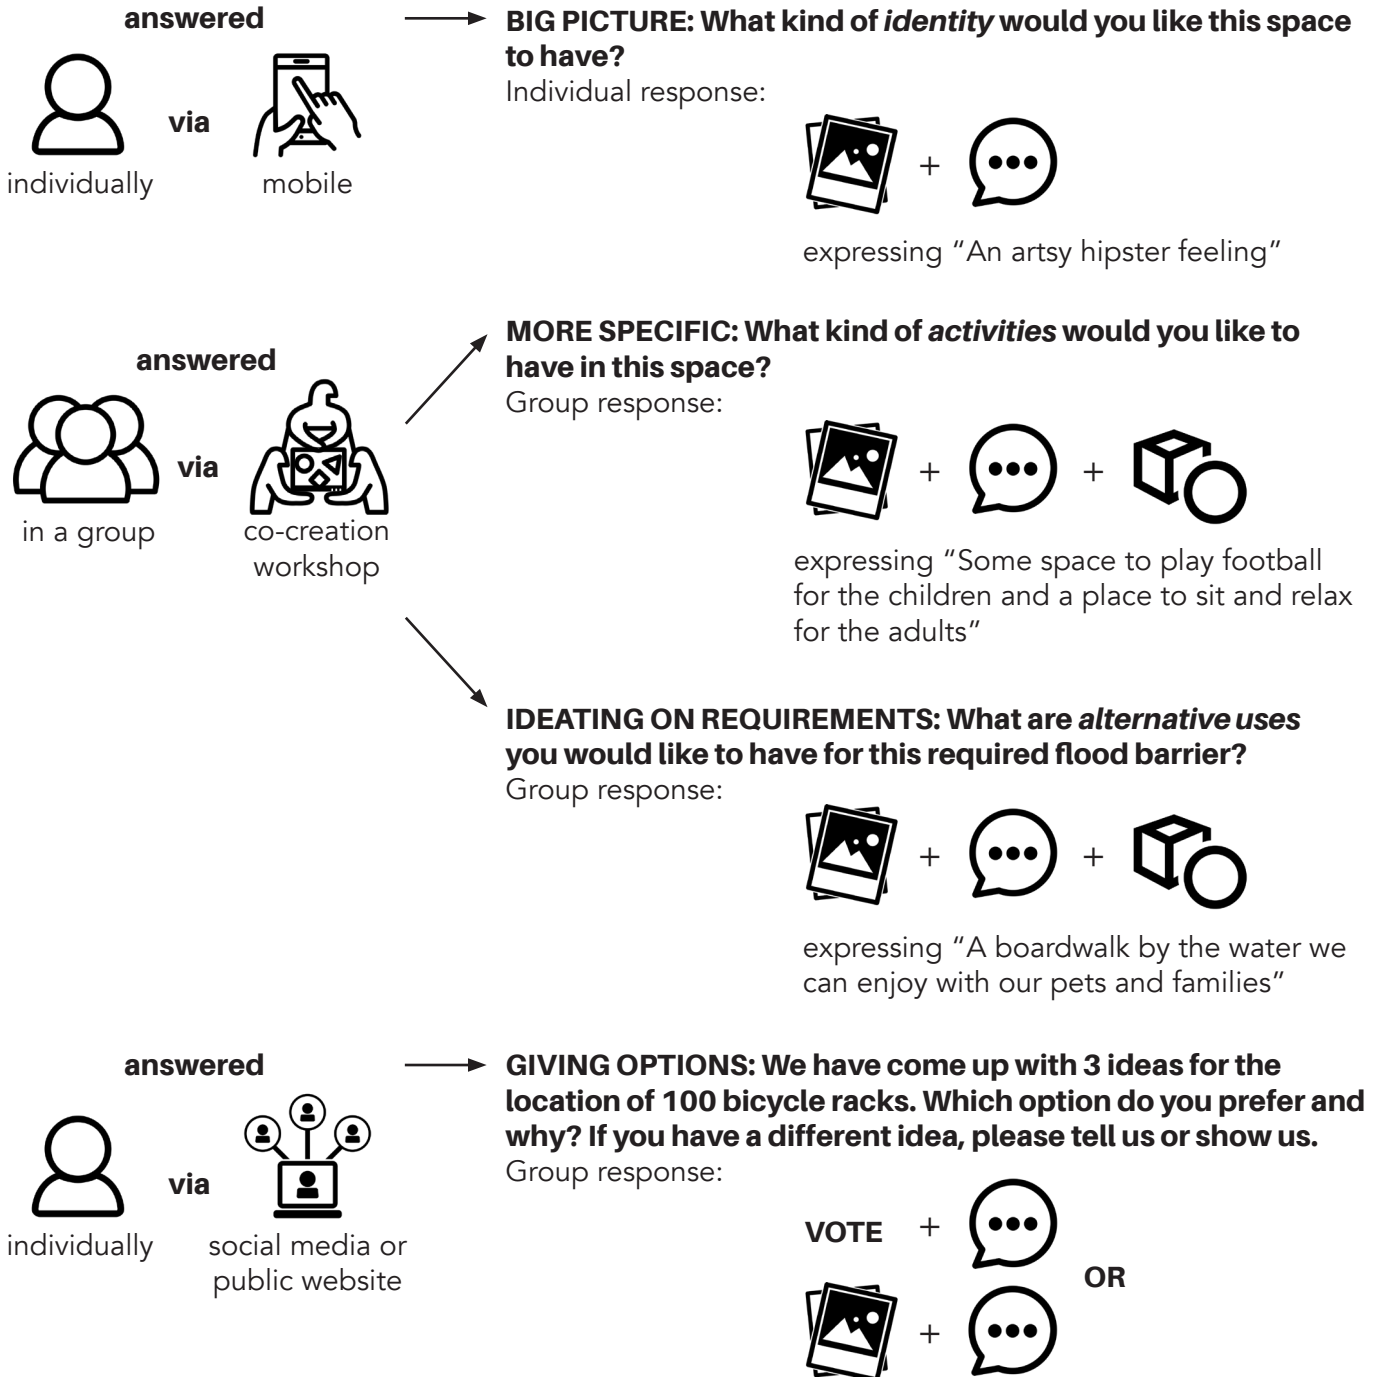 answered
via
individually
mobile
BIG PICTURE: What kind of identity would you like this space
to have?
Individual response:
+
expressing “An artsy hipster feeling”
answered
via
in a group
co-creation
workshop
MORE SPECIFIC: What kind of activities would you like to
have in this space?
Group response:
+ +
expressing “Some space to play football
for the children and a place to sit and relax
for the adults”
IDEATING ON REQUIREMENTS: What are alternative uses
you would like to have for this required flood barrier?
Group response:
+ +
expressing “A boardwalk by the water we
can enjoy with our pets and families”
answered
via
individually
social media or
public website
GIVING OPTIONS: We have come up with 3 ideas for the
location of 100 bicycle racks. Which option do you prefer and
why? If you have a different idea, please tell us or show us.
Group response:
VOTE +
OR
+